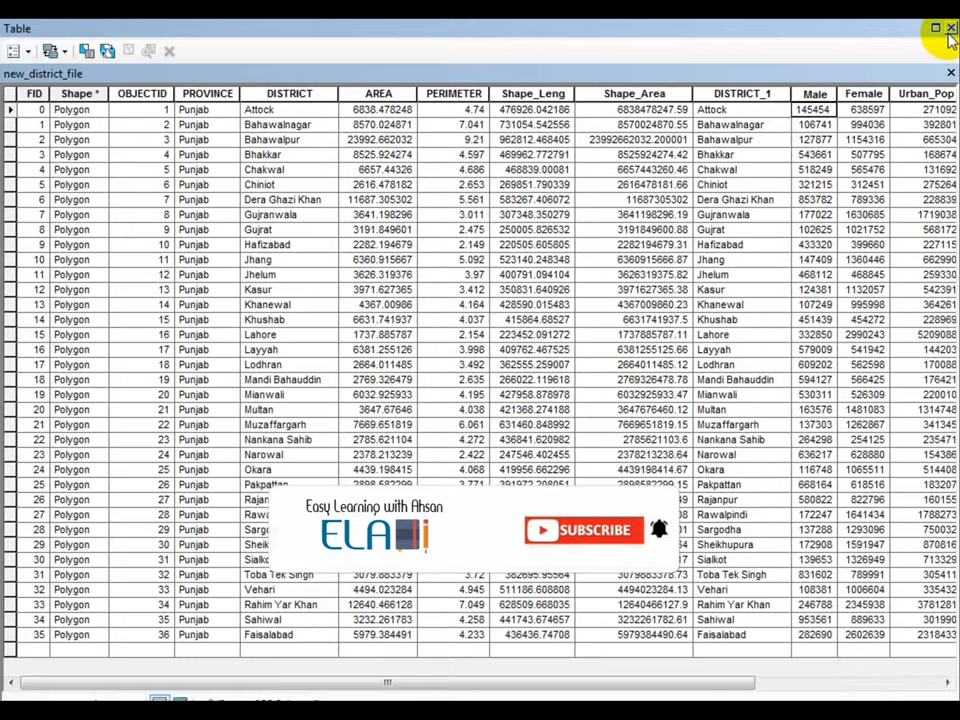 Table
new_district_file
FID Shape * OBJECTID PROVINCE DISTRICT AREA PERIMETER Shape_Leng Shape_Area DISTRICT_1 Male Female Urban_Pop
0 Polygon 1 Punjab Attock 6838.478248 4.74 476926.042186 6838478247.59 Attock 145454 638597 271092
1 Polygon 2 Punjab Bahawalnagar 8570.024871 7.041 731054.542556 8570024870.55 Bahawalnagar 106741 994036 392801
2 Polygon 3 Punjab Bahawalpur 23992.662032 9.21 962812.468405 23992662032.200001 Bahawalpur 127877 1154316 665304
3 Polygon 4 Punjab Bhakkar 8525.924274 4.597 469962.772791 8525924274.42 Bhakkar 543661 507795 168674
4 Polygon 5 Punjab Chakwal 6657.44326 4.686 468839.00081 6657443260.46 Chakwal 518249 565476 131692
5 Polygon 6 Punjab Chiniot 2616.478182 2.653 269851.790339 2616478181.66 Chiniot 321215 312451 275264
6 Polygon 7 Punjab Dera Ghazi Khan 11687.305302 5.561 583267.406072 11687305302 Dera Ghazi Khan 853782 789336 228839
7 Polygon 8 Punjab Gujranwala 3641.198296 3.011 307348.350279 3641198296.19 Gujranwala 177022 1630685 1719038
8 Polygon 9 Punjab Gujrat 3191.849601 2.475 250005.826532 3191849600.88 Gujrat 102625 1021752 568172
9 Polygon 10 Punjab Hafizabad 2282.194679 2.149 220505.605805 2282194679.31 Hafizabad 433320 399660 227115
10 Polygon 11 Punjab Jhang 6360.915667 5.092 523140.248348 6360915666.87 Jhang 147409 1360446 602991
11 Polygon 12 Punjab Jhelum 3626.319376 3.97 400791.094104 3626319375.82 Jhelum 468112 468845 259330
12 Polygon 13 Punjab Kasur 3971.627365 3.412 350831.640926 3971627365.38 Kasur 124381 1132057 542391
13 Polygon 14 Punjab Khanewal 4367.00986 4.164 428590.015483 4367009860.23 Khanewal 107249 995998 364261
14 Polygon 15 Punjab Khushab 6631.741937 4.037 415864.68527 6631741937.5 Khushab 451439 454272 228969
15 Polygon 16 Punjab Lahore 1737.885787 2.154 223452.091272 1737885787.11 Lahore 332850 2990243 5209088
16 Polygon 17 Punjab Layyah 6381.255126 3.998 409762.467525 6381255125.66 Layyah 579009 541942 144203
17 Polygon 18 Punjab Lodhran 2664.011485 3.492 362555.259007 2664011485.26 Lodhran 609202 562598 170088
18 Polygon 19 Punjab Mandi Bahauddin 2769.326479 2.635 266022.119618 2769326478.78 Mandi Bahauddin 594127 566425 176421
19 Polygon 20 Punjab Mianwali 6032.925933 4.195 427958.878978 6032925933.47 Mianwali 530311 526309 220010
20 Polygon 21 Punjab Multan 3647.67646 4.038 421368.274188 3647676460.12 Multan 163576 1481083 1314748
21 Polygon 22 Punjab Muzaffargarh 7669.651819 6.061 631460.848992 7669651819.15 Muzaffargarh 137303 1262867 341345
22 Polygon 23 Punjab Nankana Sahib 2785.621104 4.272 436841.620982 2785621103.6 Nankana Sahib 264298 254125 235471
23 Polygon 24 Punjab Narowal 2378.213239 2.422 247546.402455 2378213238.64 Narowal 636217 628880 154386
24 Polygon 25 Punjab Okara 4439.198415 4.068 419956.662296 4439198414.67 Okara 116748 1065511 514408
25 Polygon 26 Punjab Pakpattan Pakpattan 668164 618516 183207
26 Polygon 27 Punjab Rajanpur 580822 822796 160155
27 Polygon 28 Punjab Rawalpindi 172247 1641434 1788273
28 Polygon 29 Punjab Sargodha 137288 1293096 750032
29 Polygon 30 Punjab Sheikhupura 172908 1591947 870816
30 Polygon 31 Punjab Sialkot 139653 1326949 713329
31 Polygon 32 Punjab Toba Tek Singh 3079.883379 3.72 382695.95564 3079883378.73 Toba Tek Singh 831602 789991 305411
32 Polygon 33 Punjab Vehari 4494.023284 4.945 511186.608808 4494023284.13 Vehari 108381 1006604 335432
33 Polygon 34 Punjab Rahim Yar Khan 12640.466128 7.049 628509.668035 12640466127.9 Rahim Yar Khan 246788 2345938 3781281
34 Polygon 35 Punjab Sahiwal 3232.261783 4.258 441743.674657 3232261782.61 Sahiwal 953561 889633 301990
35 Polygon 36 Punjab Faisalabad 5979.384491 4.233 436436.74708 5979384490.64 Faisalabad 282690 2602639 2318433
Easy Learning with Ahsan
ELA
SUBSCRIBE